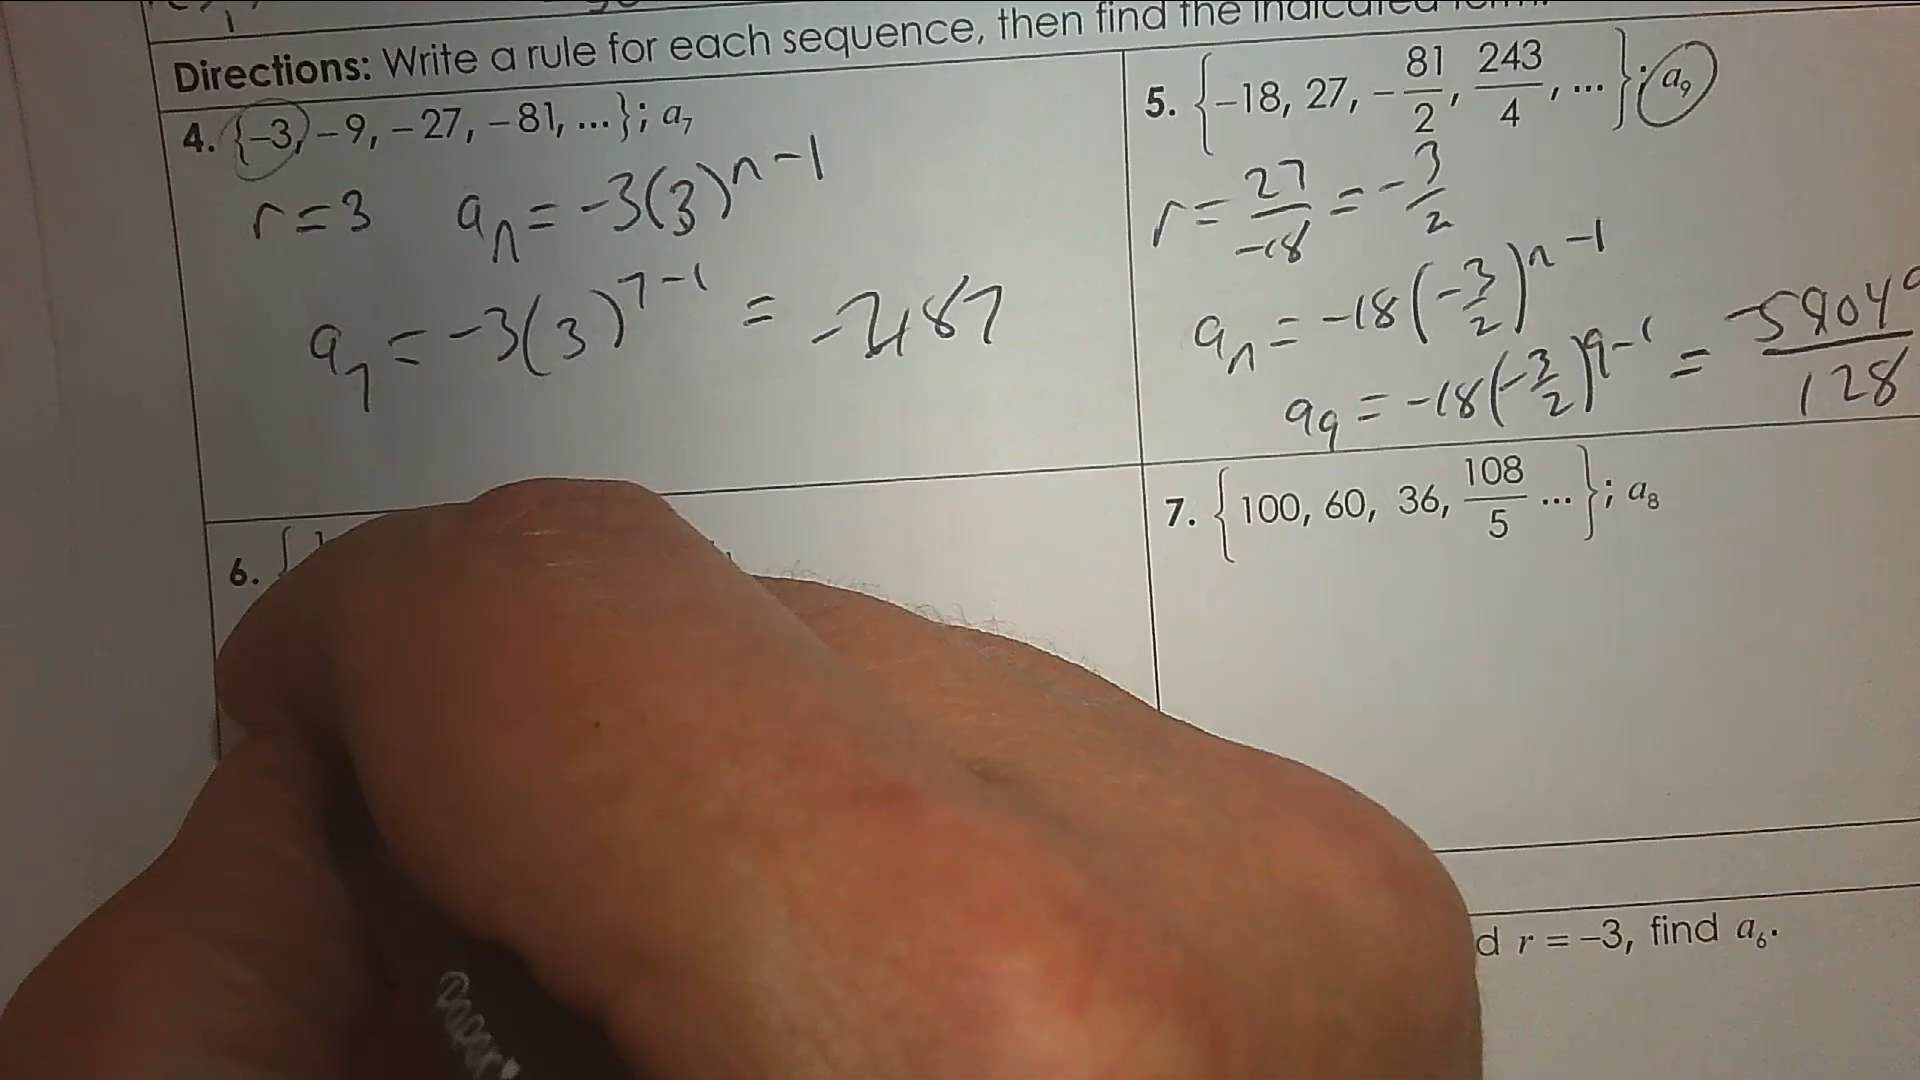 Directions: Write a rule for each sequence, then find the indicated term.
4. {-3, -9, -27, -81, ...}; a₇
r = 3 aₙ = -3(3)ⁿ⁻¹
a₇ = -3(3)⁷⁻¹ = -2187
5. {-18, 27, -81/2, 243/4, ...}; a₉
r = 27/-18 = -3/2
aₙ = -18(-3/2)ⁿ⁻¹
a₉ = -18(-3/2)⁹⁻¹ = -59049/128
6. {
7. {100, 60, 36, 108/5 ...}; a₈
d r = -3, find a₆.